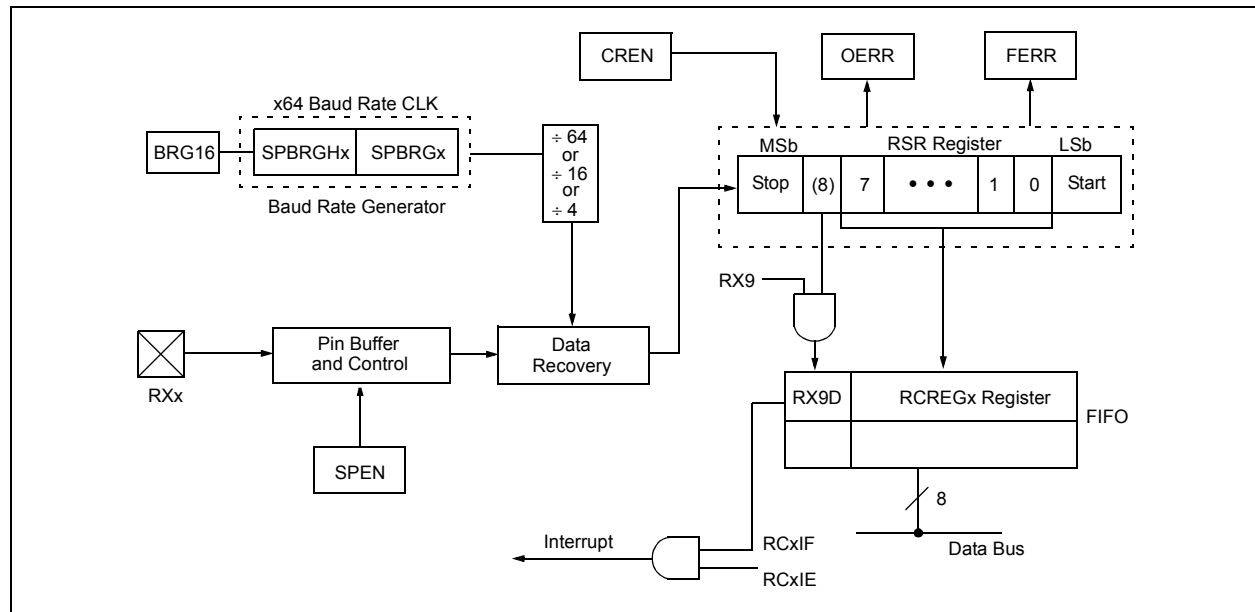 CREN
OERR
FERR
x64 Baud Rate CLK
BRG16
SPBRGHx
SPBRGx
Baud Rate Generator
÷ 64
or
÷ 16
or
÷ 4
MSb
RSR Register
LSb
Stop
(8)
7
• • •
1
0
Start
RX9
RXx
Pin Buffer
and Control
Data
Recovery
SPEN
RX9D
RCREGx Register
FIFO
8
Data Bus
Interrupt
RCxIF
RCxIE